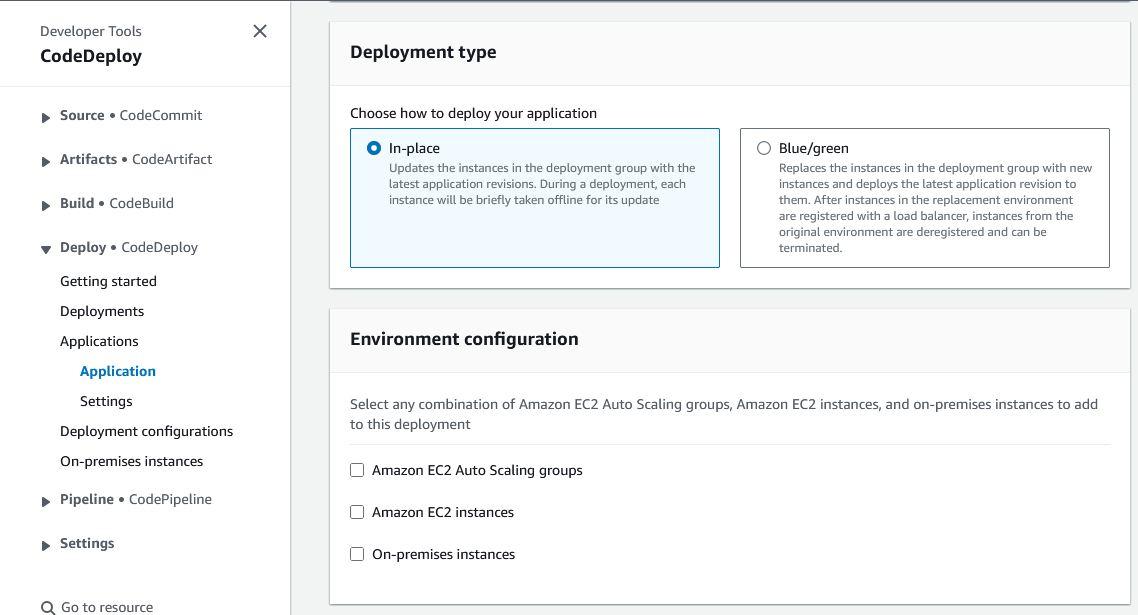 Developer Tools
CodeDeploy
Source • CodeCommit
Artifacts • CodeArtifact
Build • CodeBuild
Deploy • CodeDeploy
Getting started
Deployments
Applications
Application
Settings
Deployment configurations
On-premises instances
Pipeline • CodePipeline
Settings
Go to resource
Deployment type
Choose how to deploy your application
In-place
Updates the instances in the deployment group with the
latest application revisions. During a deployment, each
instance will be briefly taken offline for its update
Blue/green
Replaces the instances in the deployment group with new
instances and deploys the latest application revision to
them. After instances in the replacement environment
are registered with a load balancer, instances from the
original environment are deregistered and can be
terminated.
Environment configuration
Select any combination of Amazon EC2 Auto Scaling groups, Amazon EC2 instances, and on-premises instances to add
to this deployment
Amazon EC2 Auto Scaling groups
Amazon EC2 instances
On-premises instances